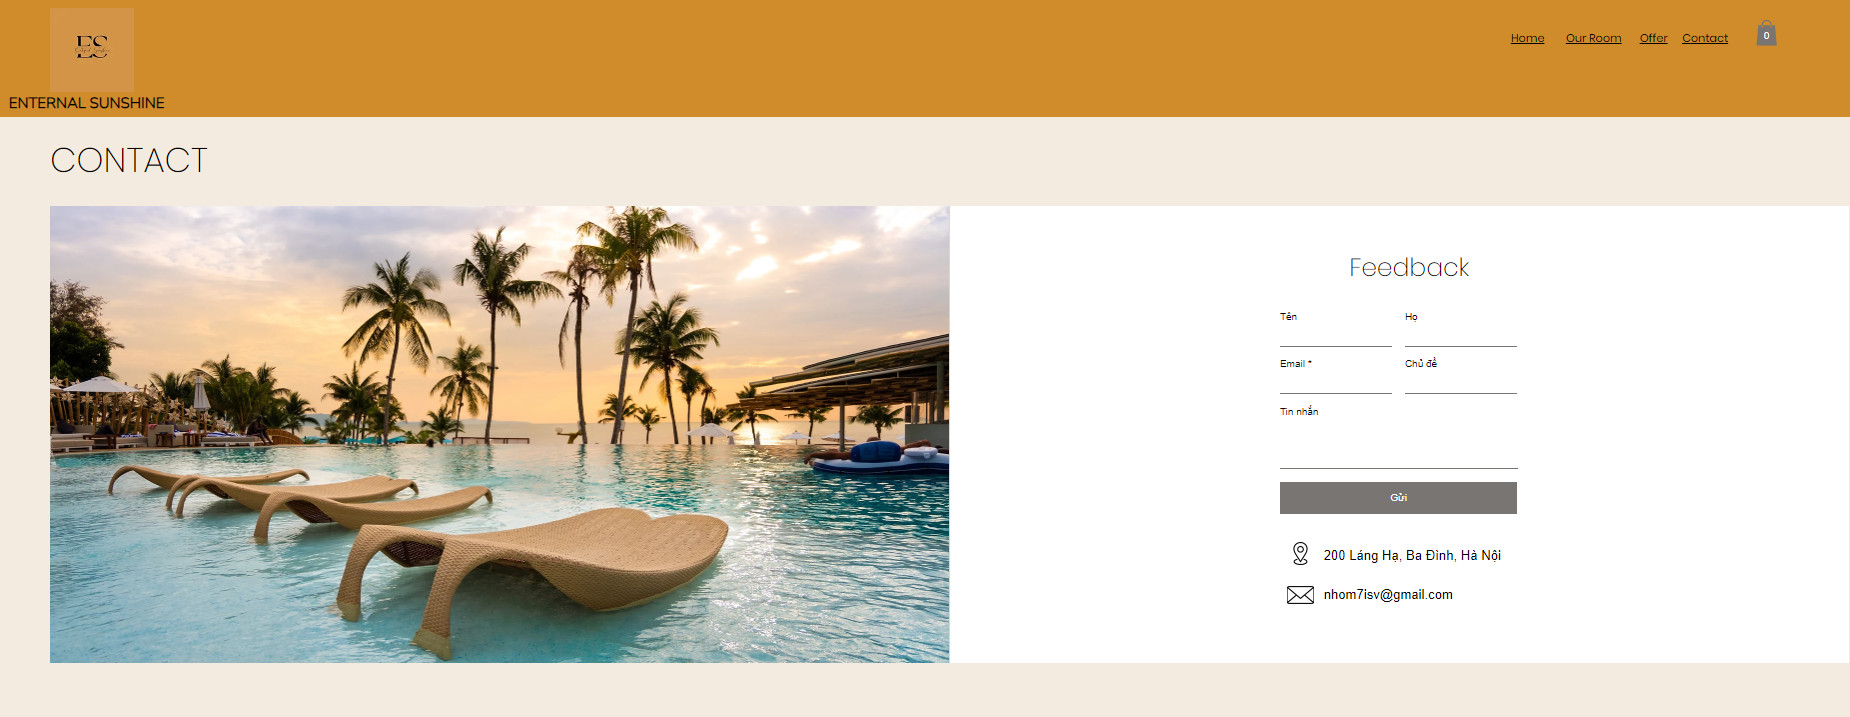 ES
ENTERNAL SUNSHINE
Home Our Room Offer Contact 0
CONTACT
Feedback
Tên Họ
Email * Chủ đề
Tin nhắn
Gửi
200 Láng Hạ, Ba Đình, Hà Nội
nhom7isv@gmail.com